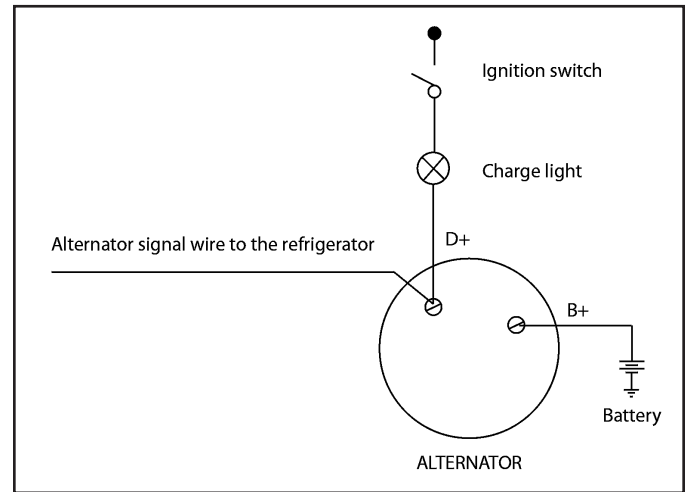 Ignition switch
Charge light
D+
Alternator signal wire to the refrigerator
B+
Battery
ALTERNATOR